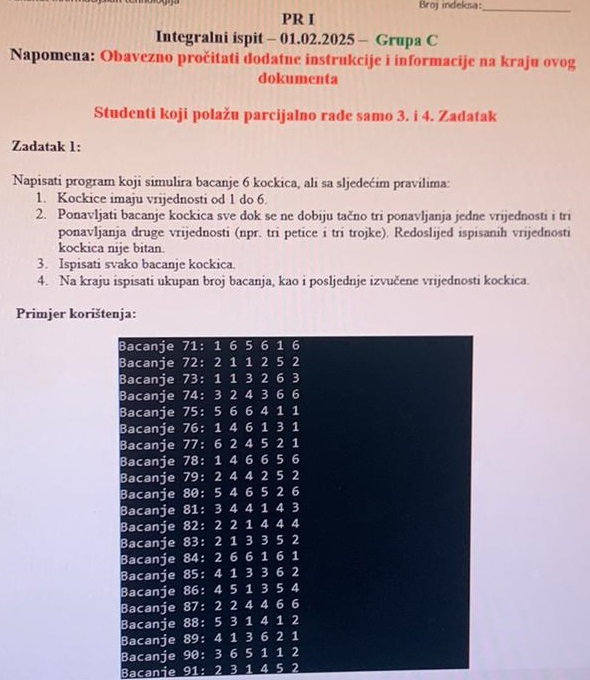 Broj indeksa:
PR I
Integralni ispit – 01.02.2025 – Grupa C
Napomena: Obavezno pročitati dodatne instrukcije i informacije na kraju ovog
dokumenta
Studenti koji polažu parcijalno rade samo 3. i 4. Zadatak
Zadatak 1:
Napisati program koji simulira bacanje 6 kockica, ali sa sljedećim pravilima:
1. Kockice imaju vrijednosti od 1 do 6.
2. Ponavljati bacanje kockica sve dok se ne dobiju tačno tri ponavljanja jedne vrijednosti i tri
ponavljanja druge vrijednosti (npr. tri petice i tri trojke). Redoslijed ispisanih vrijednosti
kockica nije bitan.
3. Ispisati svako bacanje kockica.
4. Na kraju ispisati ukupan broj bacanja, kao i posljednje izvučene vrijednosti kockica.
Primjer korištenja:
Bacanje 71: 1 6 5 6 1 6
Bacanje 72: 2 1 1 2 5 2
Bacanje 73: 1 1 3 2 6 3
Bacanje 74: 3 2 4 3 6 6
Bacanje 75: 5 6 6 4 1 1
Bacanje 76: 1 4 6 1 3 1
Bacanje 77: 6 2 4 5 2 1
Bacanje 78: 1 4 6 6 5 6
Bacanje 79: 2 4 4 2 5 2
Bacanje 80: 5 4 6 5 2 6
Bacanje 81: 3 4 4 1 4 3
Bacanje 82: 2 2 1 4 4 4
Bacanje 83: 2 1 3 3 5 2
Bacanje 84: 2 6 6 1 6 1
Bacanje 85: 4 1 3 3 6 2
Bacanje 86: 4 5 1 3 5 4
Bacanje 87: 2 2 4 4 6 6
Bacanje 88: 5 3 1 4 1 2
Bacanje 89: 4 1 3 6 2 1
Bacanje 90: 3 6 5 1 1 2
Bacanje 91: 2 3 1 4 5 2